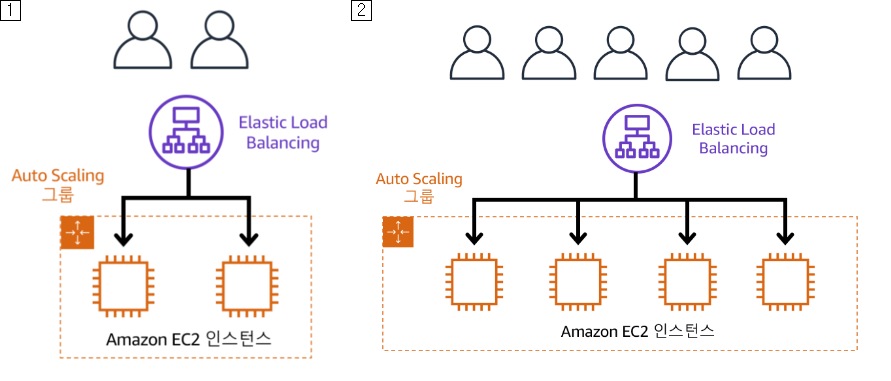 1
Elastic Load
Balancing
Auto Scaling
그룹
Amazon EC2 인스턴스
2
Elastic Load
Balancing
Auto Scaling
그룹
Amazon EC2 인스턴스